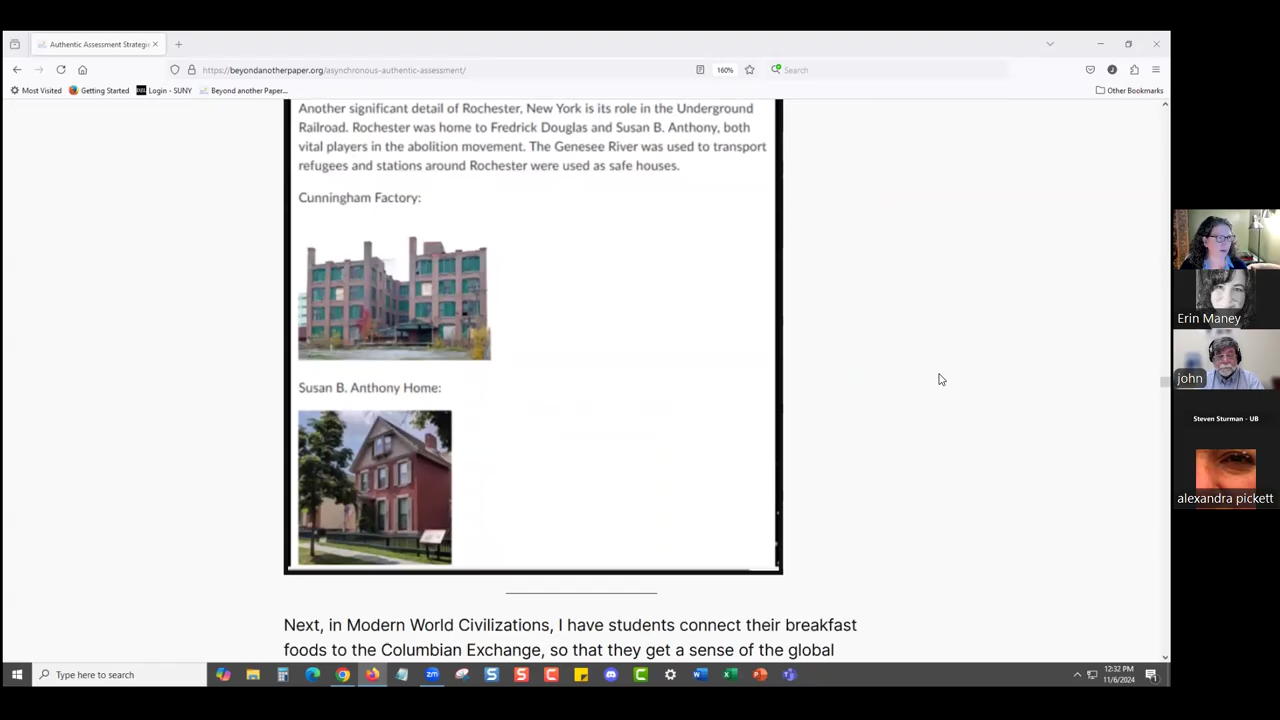 Authentic Assessment Strategi
https://beyondanotherpaper.org/asynchronous-authentic-assessment/
160%
Search
Most Visited
Getting Started
Login - SUNY
Beyond another Paper...
Other Bookmarks
Another significant detail of Rochester, New York is its role in the Underground
Railroad. Rochester was home to Fredrick Douglas and Susan B. Anthony, both
vital players in the abolition movement. The Genesee River was used to transport
refugees and stations around Rochester were used as safe houses.
Cunningham Factory:
Susan B. Anthony Home:
Next, in Modern World Civilizations, I have students connect their breakfast
foods to the Columbian Exchange, so that they get a sense of the global
Erin Maney
john
Steven Sturman - UB
alexandra pickett
Type here to search
12:32 PM
11/6/2024